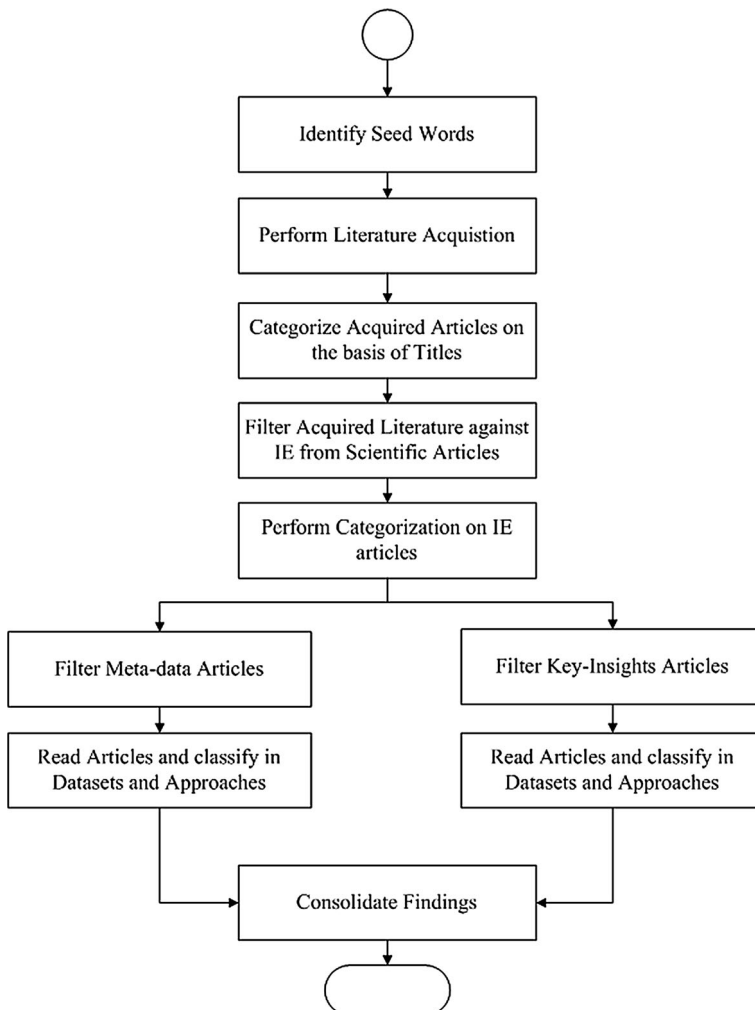 Identify Seed Words
Perform Literature Acquistion
Categorize Acquired Articles on
the basis of Titles
Filter Acquired Literature against
IE from Scientific Articles
Perform Categorization on IE
articles
Filter Meta-data Articles
Filter Key-Insights Articles
Read Articles and classify in
Datasets and Approaches
Read Articles and classify in
Datasets and Approaches
Consolidate Findings